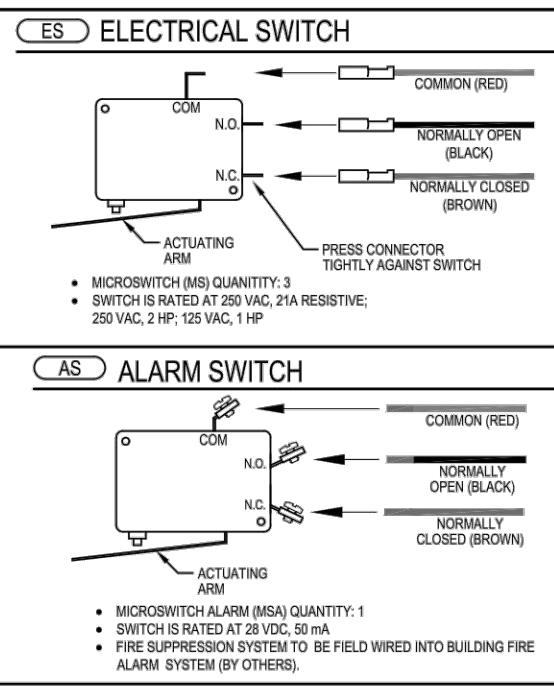 ES ELECTRICAL SWITCH
COM
N.O.
N.C.
COMMON (RED)
NORMALLY OPEN
(BLACK)
NORMALLY CLOSED
(BROWN)
ACTUATING
ARM
PRESS CONNECTOR
TIGHTLY AGAINST SWITCH
• MICROSWITCH (MS) QUANITITY: 3
• SWITCH IS RATED AT 250 VAC, 21A RESISTIVE;
250 VAC, 2 HP; 125 VAC, 1 HP
AS ALARM SWITCH
COM
N.O.
N.C.
COMMON (RED)
NORMALLY
OPEN (BLACK)
NORMALLY
CLOSED (BROWN)
ACTUATING
ARM
• MICROSWITCH ALARM (MSA) QUANTITY: 1
• SWITCH IS RATED AT 28 VDC, 50 mA
• FIRE SUPPRESSION SYSTEM TO BE FIELD WIRED INTO BUILDING FIRE
ALARM SYSTEM (BY OTHERS).